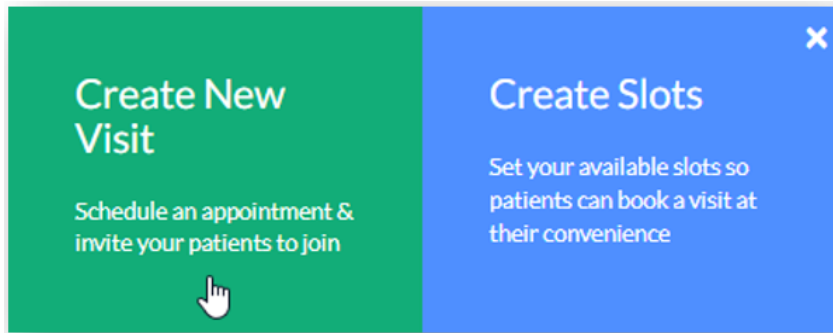 Create New
Visit
Schedule an appointment &
invite your patients to join
Create Slots
Set your available slots so
patients can book a visit at
their convenience